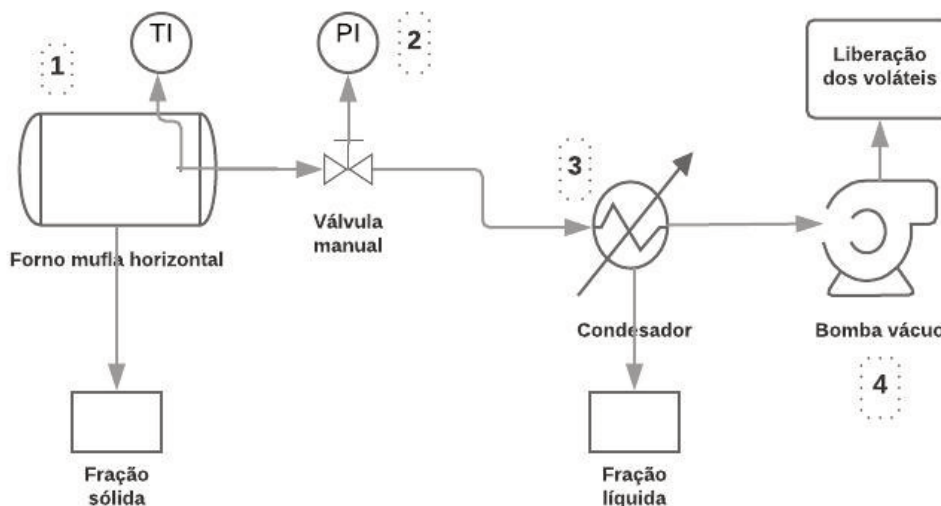 TI
PI
2
1
Liberação
dos voláteis
3
Válvula
manual
Forno mufla horizontal
Condesador
Bomba vácuo
4
Fração
sólida
Fração
líquida